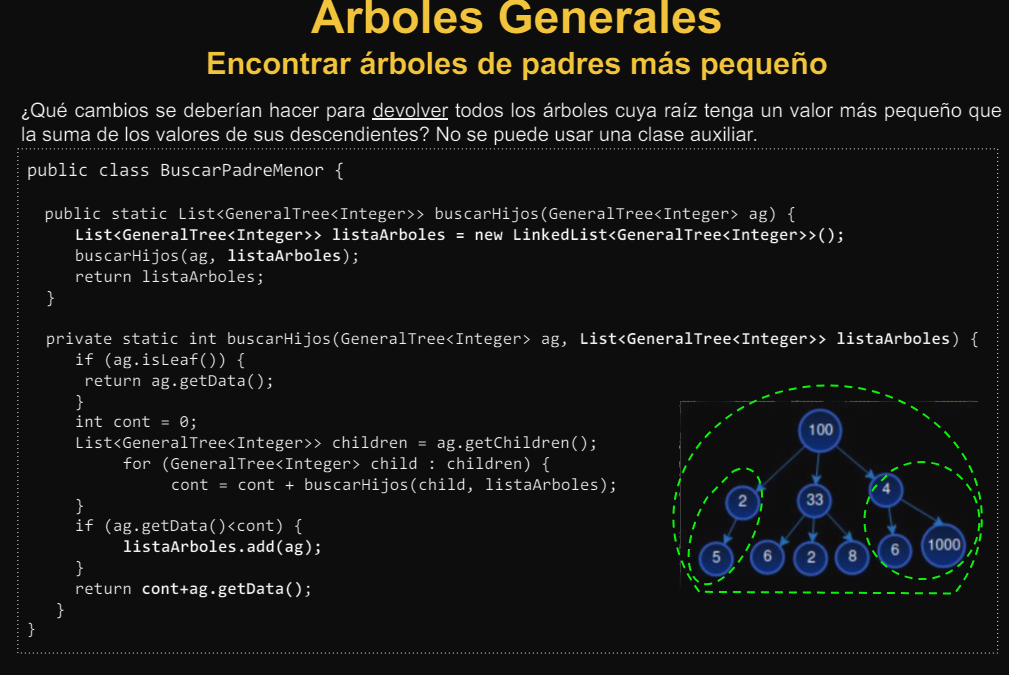 Árboles Generales
Encontrar árboles de padres más pequeño
¿Qué cambios se deberían hacer para devolver todos los árboles cuya raíz tenga un valor más pequeño que
la suma de los valores de sus descendientes? No se puede usar una clase auxiliar.
public class BuscarPadreMenor {
public static List<GeneralTree<Integer>> buscarHijos(GeneralTree<Integer> ag) {
List<GeneralTree<Integer>> listaArboles = new LinkedList<GeneralTree<Integer>>();
buscarHijos(ag, listaArboles);
return listaArboles;
}
private static int buscarHijos(GeneralTree<Integer> ag, List<GeneralTree<Integer>> listaArboles) {
if (ag.isLeaf()) {
return ag.getData();
}
int cont = 0;
List<GeneralTree<Integer>> children = ag.getChildren();
for (GeneralTree<Integer> child : children) {
cont = cont + buscarHijos(child, listaArboles);
}
if (ag.getData()<cont) {
listaArboles.add(ag);
}
return cont+ag.getData();
}
}
100
2 33 4
5 6 2 8 6 1000